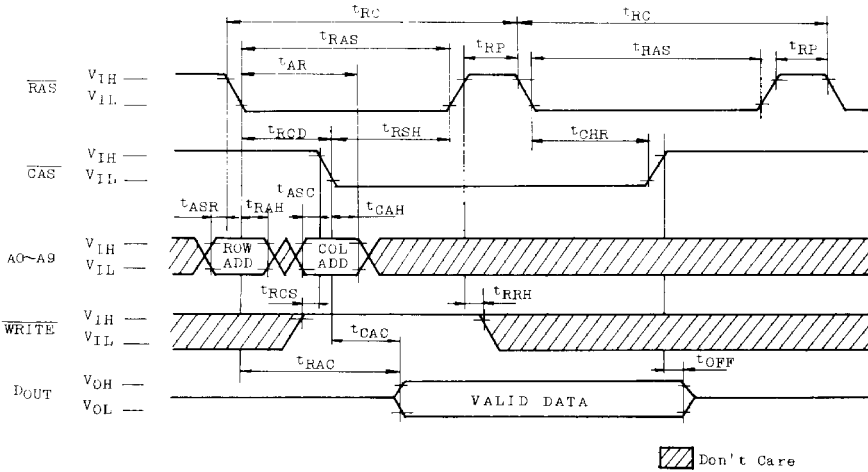 tRC tRC
tRAS tRP tRAS tRP
tAR
RAS VIH
VIL
tRCD tRSH tCHR
CAS VIH
VIL
tASR tRAH tASC tCAH
A0~A9 VIH
VIL
ROW ADD
COL ADD
tRCS tRRH
WRITE VIH
VIL
tCAC
tRAC tOFF
DOUT VOH
VOL
VALID DATA
Don't Care